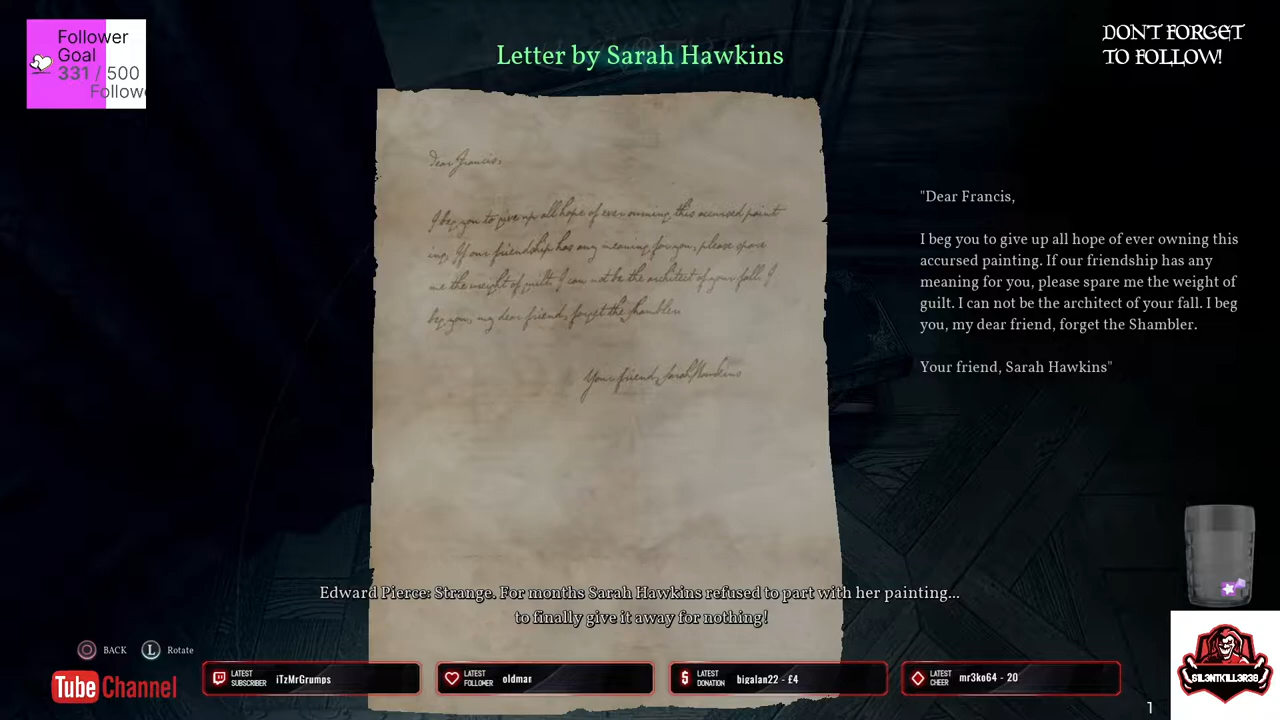 Follower
Goal
331 / 500
Followe
Letter by Sarah Hawkins
DON'T FORGET
TO FOLLOW!
Dear Francis,
I beg you to give up all hope of ever owning this accursed paint
ing. If our friendship has any meaning for you, please spare
me the weight of guilt. I can not be the architect of your fall. I
beg you, my dear friend, forget the Shambler.
Your friend, Sarah Hawkins
"Dear Francis,
I beg you to give up all hope of ever owning this
accursed painting. If our friendship has any
meaning for you, please spare me the weight of
guilt. I can not be the architect of your fall. I beg
you, my dear friend, forget the Shambler.
Your friend, Sarah Hawkins"
Edward Pierce: Strange. For months Sarah Hawkins refused to part with her painting...
to finally give it away for nothing!
BACK
L Rotate
YouTube Channel
LATEST
SUBSCRIBER
iTzMrGrumps
LATEST
FOLLOWER
oldmar
$ LATEST
DONATION
bigalan22 - £4
LATEST
CHEER
mr3ko64 - 20
S1L3NTK1LL3R36
1